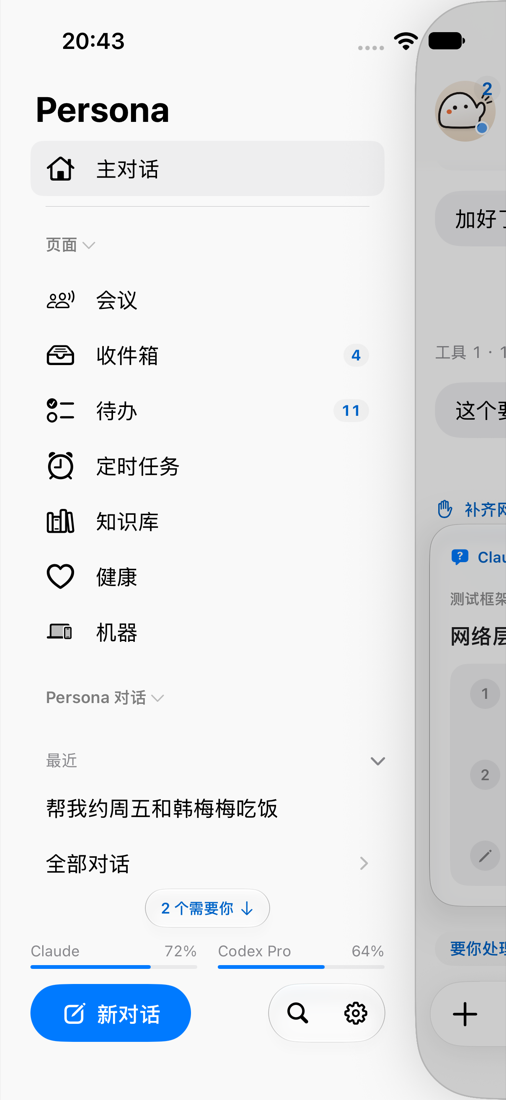 20:43
Persona
主对话
页面
会议
收件箱
4
待办
11
定时任务
知识库
健康
机器
Persona 对话
最近
帮我约周五和韩梅梅吃饭
全部对话
2 个需要你
Claude 72%
Codex Pro 64%
新对话
2
加好了
工具 1 · 1
这个要
补齐网
Clau
测试框架
网络层
1
2
要你处理